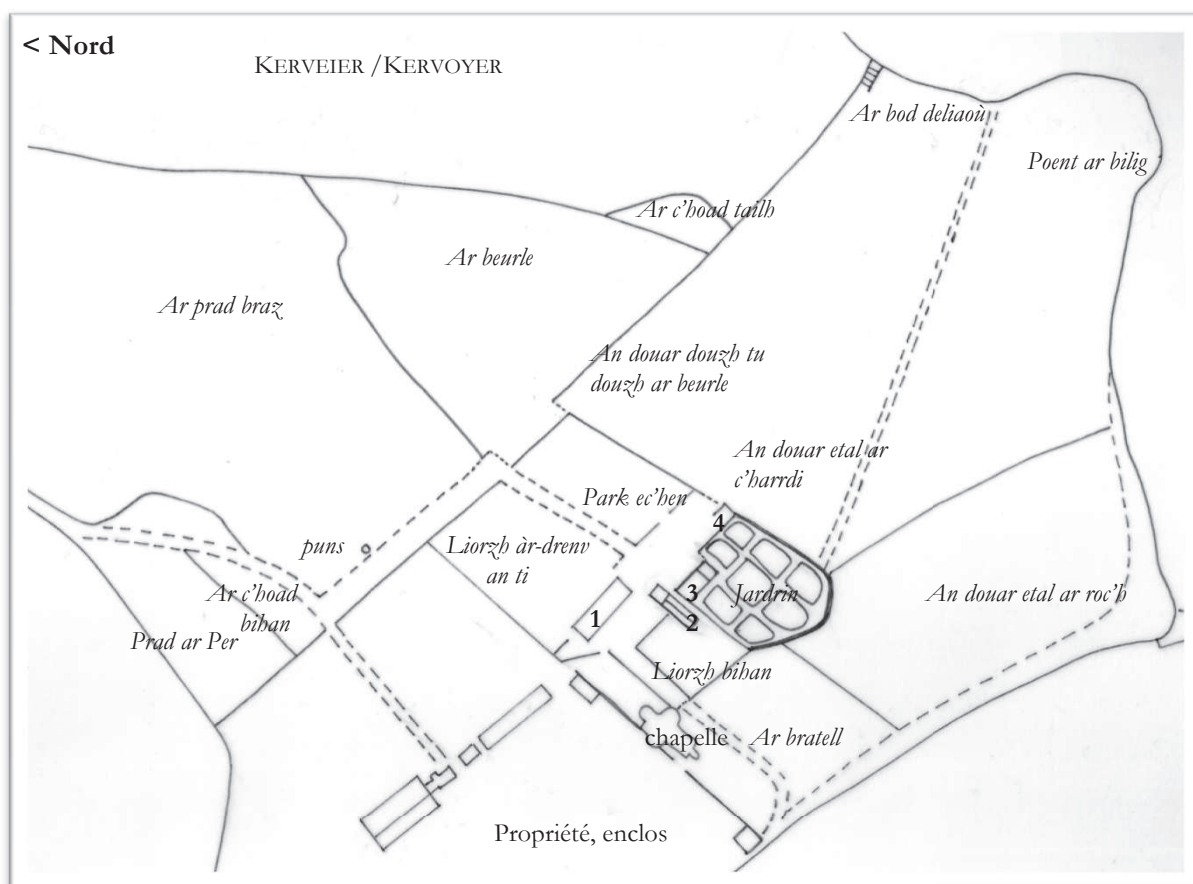 < Nord
KERVEIER /KERVOYER
Ar bod deliaoù
Poent ar bilig
Ar c'hoad tailh
Ar beurle
Ar prad braz
An douar douzh tu
douzh ar beurle
An douar etal ar
c'harrdi
Park ec'hen
4
puns
Liorzh àr-drenv
an ti
Ar c'hoad
bihan
Prad ar Per
1
3
2
Jardrin
An douar etal ar roc'h
Liorzh bihan
chapelle
Ar bratell
Propriété, enclos